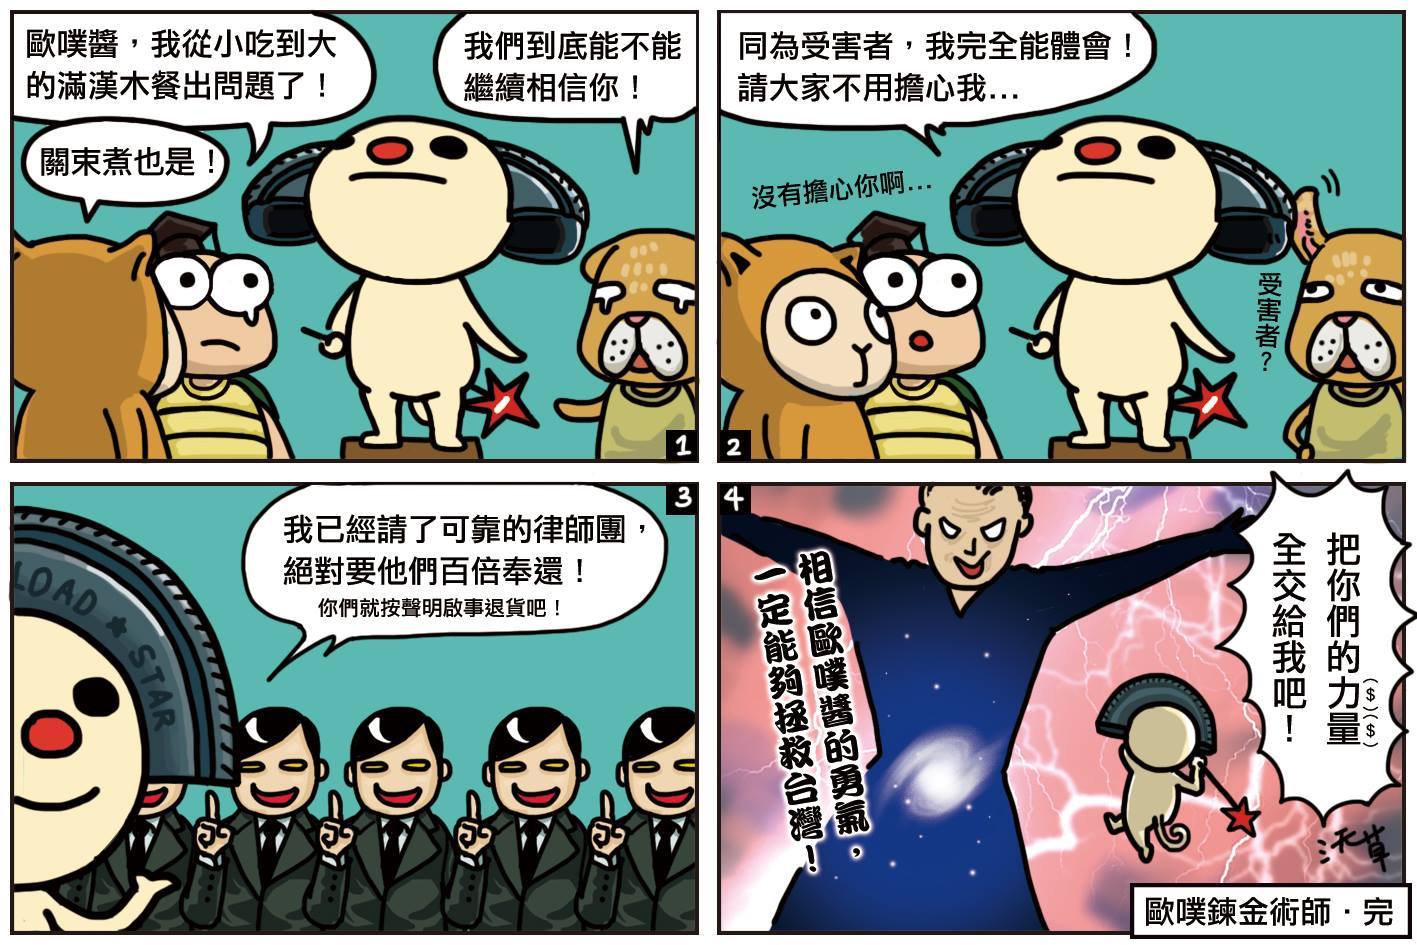 歐噗醬，我從小吃到大
的滿漢木餐出問題了！
我們到底能不能
繼續相信你！
關東煮也是！
1
同為受害者，我完全能體會！
請大家不用擔心我...
沒有擔心你啊...
受害者？
2
我已經請了可靠的律師團，
絕對要他們百倍奉還！
你們就按聲明啟事退貨吧！
LOAD ★ STAR
3
4
把你們的力量
($)($)
全交給我吧！
相信歐噗醬的勇氣，
一定能夠拯救台灣！
沃草
歐噗鍊金術師．完